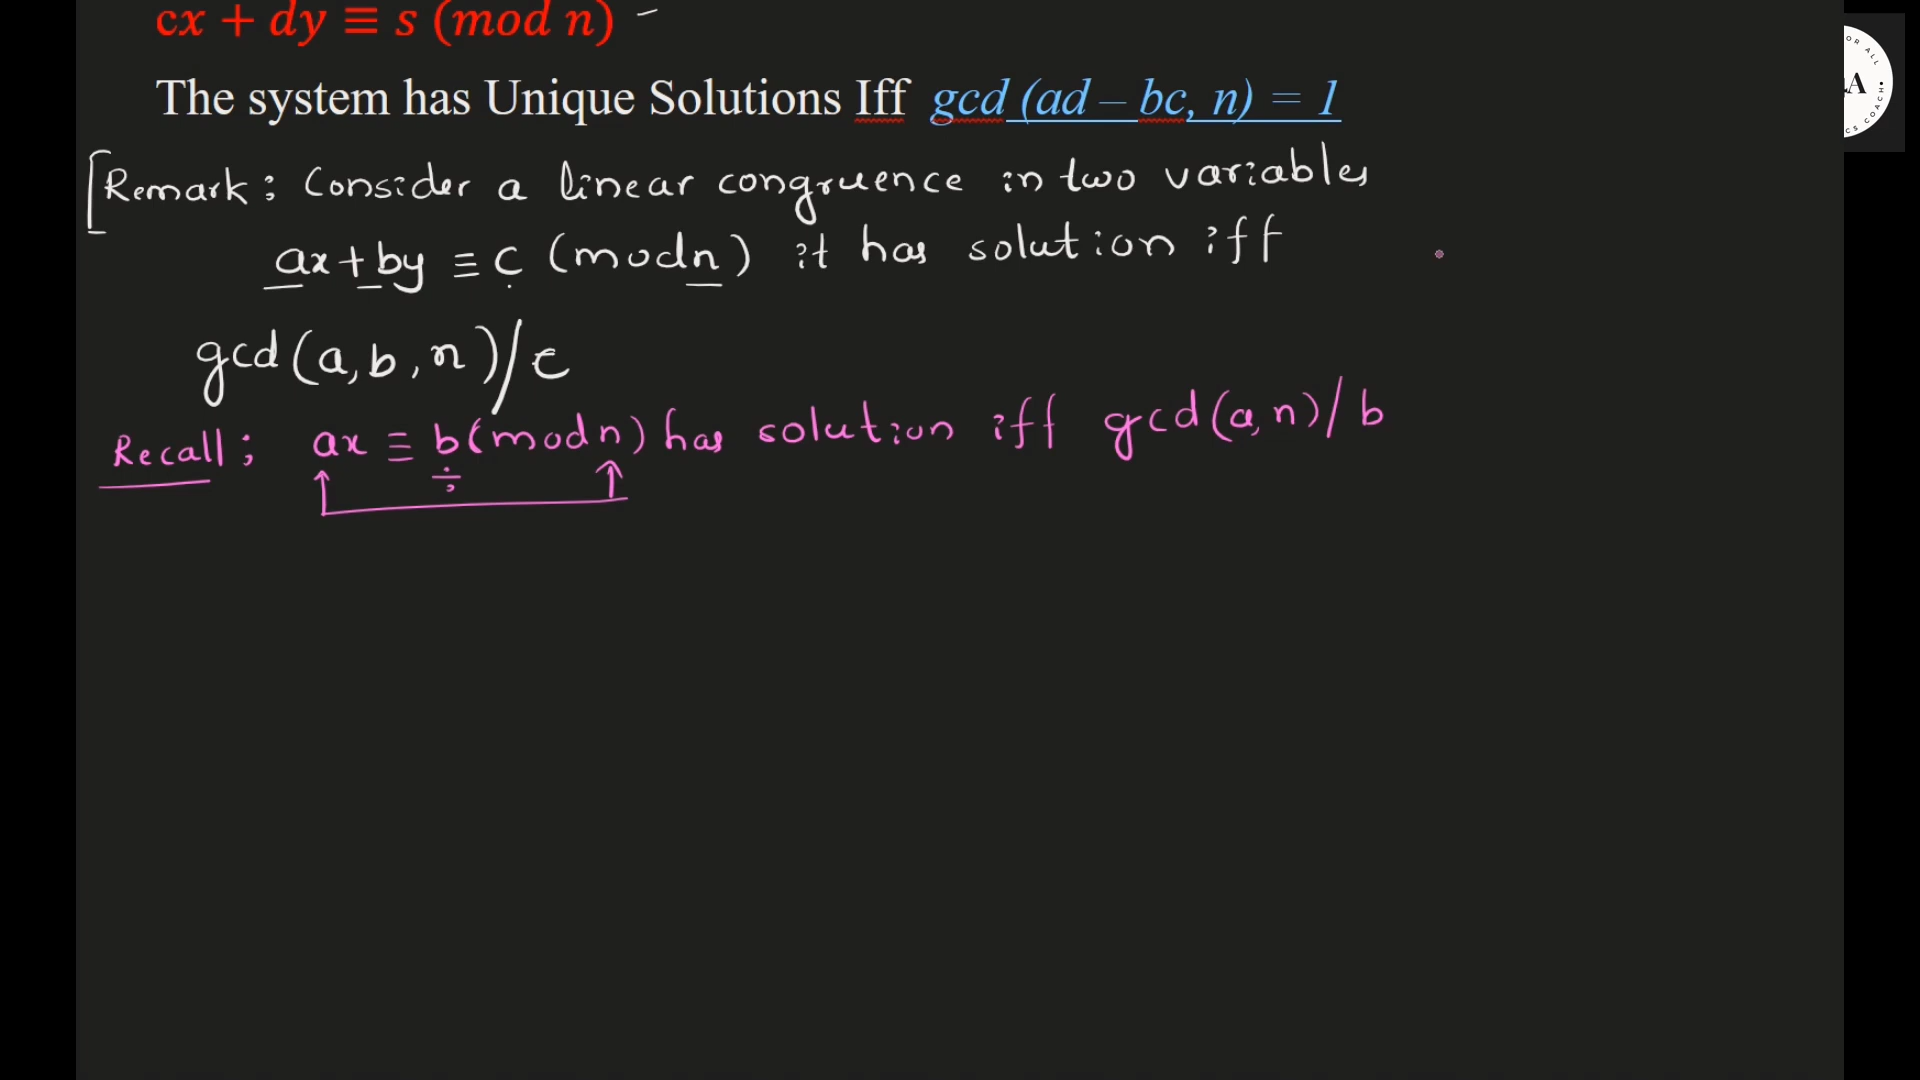 cx + dy ≡ s (mod n) -
The system has Unique Solutions Iff gcd (ad – bc, n) = 1
[Remark: Consider a linear congruence in two variables
ax+by ≡ c (mod n) it has solution iff
gcd(a, b, n)/c
Recall; ax ≡ b(mod n) has solution iff gcd(a, n)/b